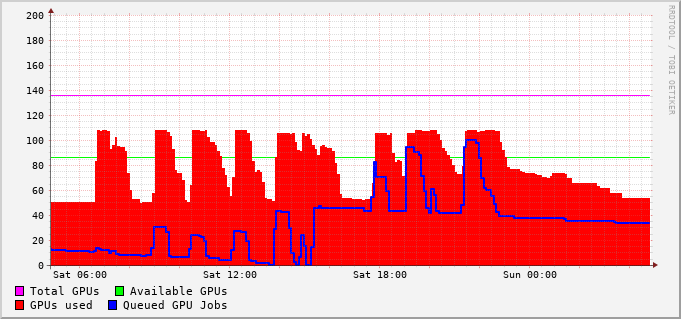 200
180
160
140
120
100
80
60
40
20
0
Sat 06:00 Sat 12:00 Sat 18:00 Sun 00:00
Total GPUs Available GPUs
GPUs used Queued GPU Jobs
RRDTOOL / TOBI OETIKER